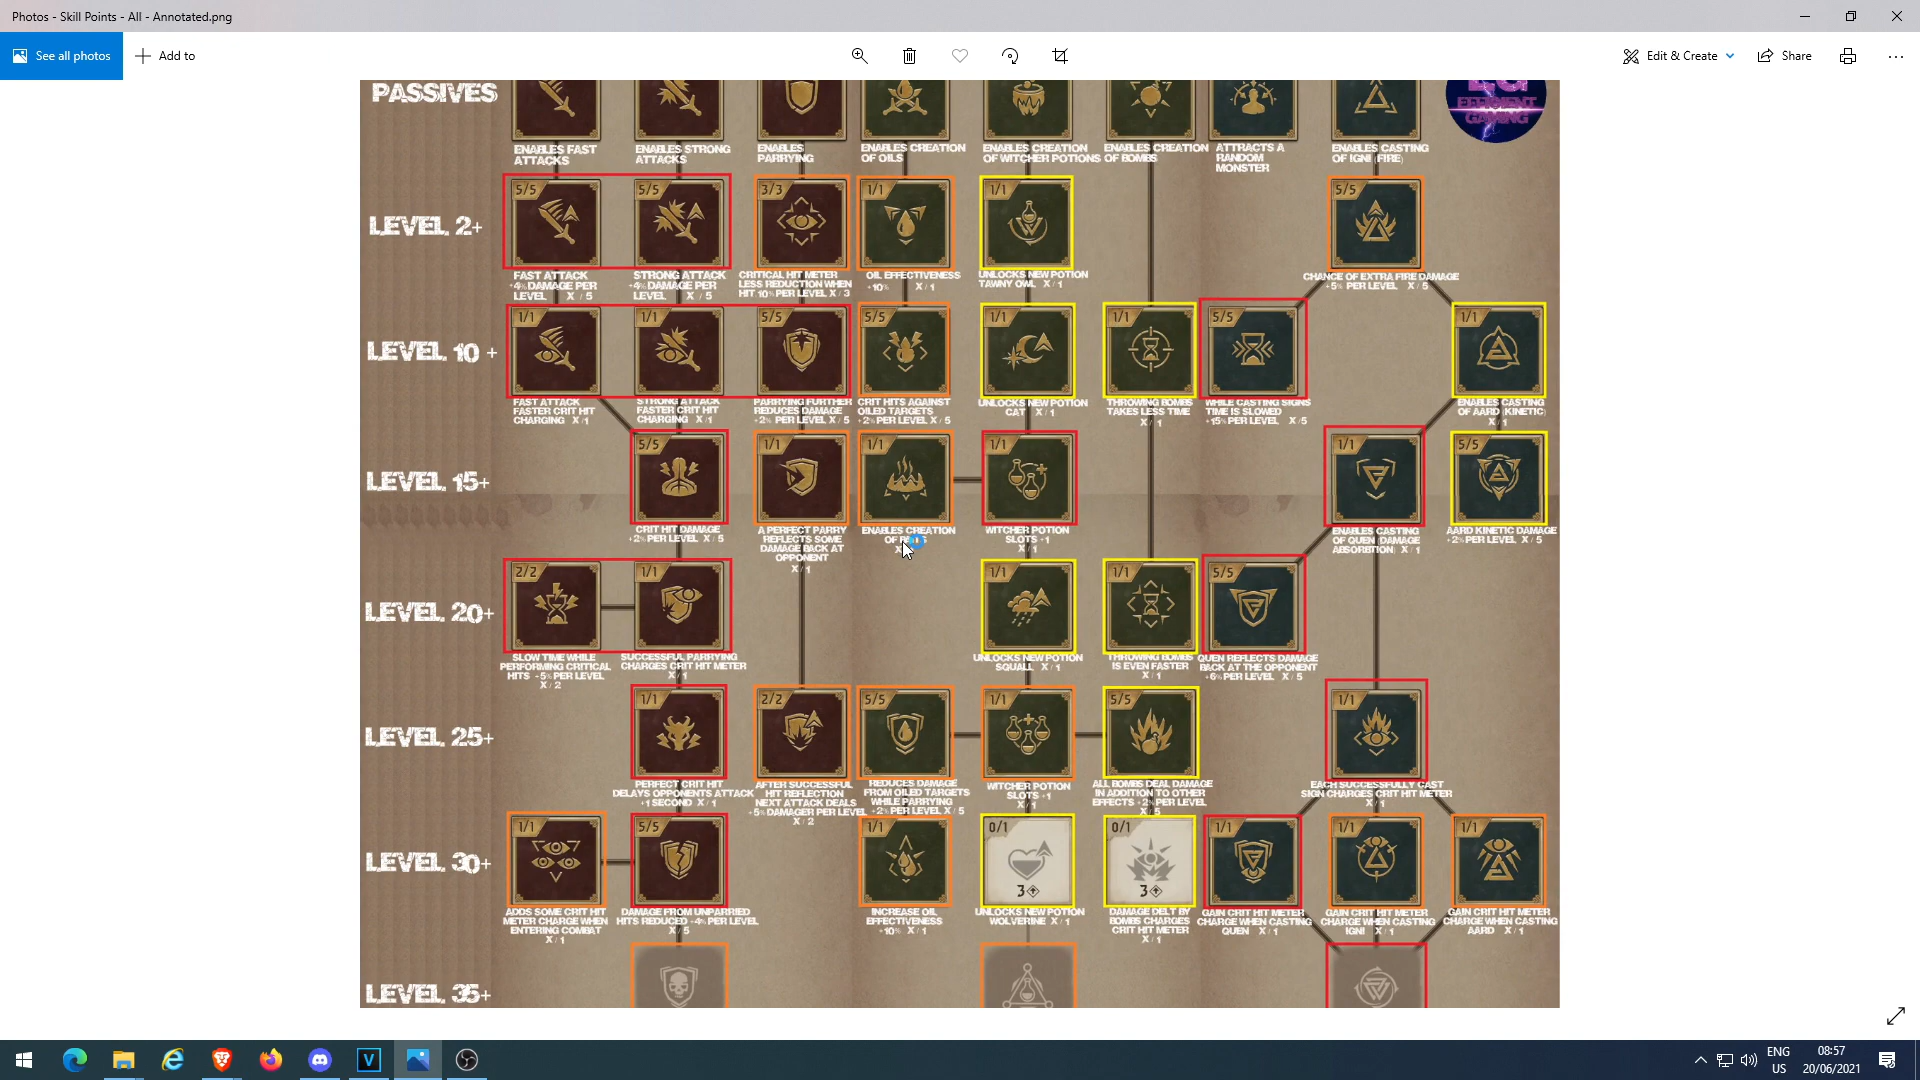 Photos - Skill Points - All - Annotated.png
See all photos
Add to
Edit & Create
Share
PASSIVES
EFFICIENT
GAMING
ENABLES FAST
ATTACKS
ENABLES STRONG
ATTACKS
ENABLES
PARRYING
ENABLES CREATION
OF OILS
ENABLES CREATION
OF WITCHER POTIONS
ENABLES CREATION
OF BOMBS
ATTRACTS A
RANDOM
MONSTER
ENABLES CASTING
OF IGNI (FIRE)
LEVEL 2+
5/5
5/5
3/3
1/1
1/1
5/5
FAST ATTACK
+4% DAMAGE PER
LEVEL X / 5
STRONG ATTACK
+4% DAMAGE PER
LEVEL X / 5
CRITICAL HIT METER
LESS REDUCTION WHEN
HIT 10% PER LEVEL X / 3
OIL EFFECTIVENESS
+10% X / 1
UNLOCKS NEW POTION
TAWNY OWL X / 1
CHANCE OF EXTRA FIRE DAMAGE
+5% PER LEVEL X / 5
LEVEL 10 +
1/1
1/1
5/5
5/5
1/1
1/1
5/5
1/1
FAST ATTACK
FASTER CRIT HIT
CHARGING X / 1
STRONG ATTACK
FASTER CRIT HIT
CHARGING X / 1
PARRYING FURTHER
REDUCES DAMAGE
+2% PER LEVEL X / 5
CRIT HITS AGAINST
OILED TARGETS
+2% PER LEVEL X / 5
UNLOCKS NEW POTION
CAT X / 1
THROWING BOMBS
TAKES LESS TIME
X / 1
WHILE CASTING SIGNS
TIME IS SLOWED
+15% PER LEVEL X / 5
ENABLES CASTING
OF AARD (KINETIC)
X / 1
LEVEL 15+
5/5
1/1
1/1
1/1
1/1
5/5
CRIT HIT DAMAGE
+2% PER LEVEL X / 5
A PERFECT PARRY
REFLECTS SOME
DAMAGE BACK AT
OPPONENT
X / 1
ENABLES CREATION
OF
WITCHER POTION
SLOTS +1
X / 1
ENABLES CASTING
OF QUEN (DAMAGE
ABSORBTION) X / 1
AARD KINETIC DAMAGE
+2% PER LEVEL X / 5
LEVEL 20+
2/2
1/1
1/1
1/1
5/5
SLOW TIME WHILE
PERFORMING CRITICAL
HITS +5% PER LEVEL
X / 2
SUCCESSFUL PARRYING
CHARGES CRIT HIT METER
X / 1
UNLOCKS NEW POTION
SQUALL X / 1
THROWING BOMBS
IS EVEN FASTER
X / 1
QUEN REFLECTS DAMAGE
BACK AT THE OPPONENT
+6% PER LEVEL X / 5
LEVEL 25+
1/1
2/2
5/5
1/1
5/5
1/1
PERFECT CRIT HIT
DELAYS OPPONENTS ATTACK
+1 SECOND X / 1
AFTER SUCCESSFUL
HIT REFLECTION
NEXT ATTACK DEALS
+5% DAMAGER PER LEVEL
X / 2
REDUCES DAMAGE
FROM OILED TARGETS
WHILE PARRYING
+2% PER LEVEL X / 5
WITCHER POTION
SLOTS +1
X / 1
ALL BOMBS DEAL DAMAGE
IN ADDITION TO OTHER
EFFECTS +2% PER LEVEL
X / 5
EACH SUCCESSFULLY CAST
SIGN CHARGES CRIT HIT METER
X / 1
LEVEL 30+
1/1
5/5
1/1
0/1
3
0/1
3
1/1
1/1
1/1
ADDS SOME CRIT HIT
METER CHARGE WHEN
ENTERING COMBAT
X / 1
DAMAGE FROM UNPARRIED
HITS REDUCED +4% PER LEVEL
X / 5
INCREASE OIL
EFFECTIVENESS
+10% X / 1
UNLOCKS NEW POTION
WOLVERINE X / 1
DAMAGE DELT BY
BOMBS CHARGES
CRIT HIT METER
X / 1
GAIN CRIT HIT METER
CHARGE WHEN CASTING
QUEN X / 1
GAIN CRIT HIT METER
CHARGE WHEN CASTING
IGNI X / 1
GAIN CRIT HIT METER
CHARGE WHEN CASTING
AARD X / 1
LEVEL 35+
V
ENG
US
08:57
20/06/2021